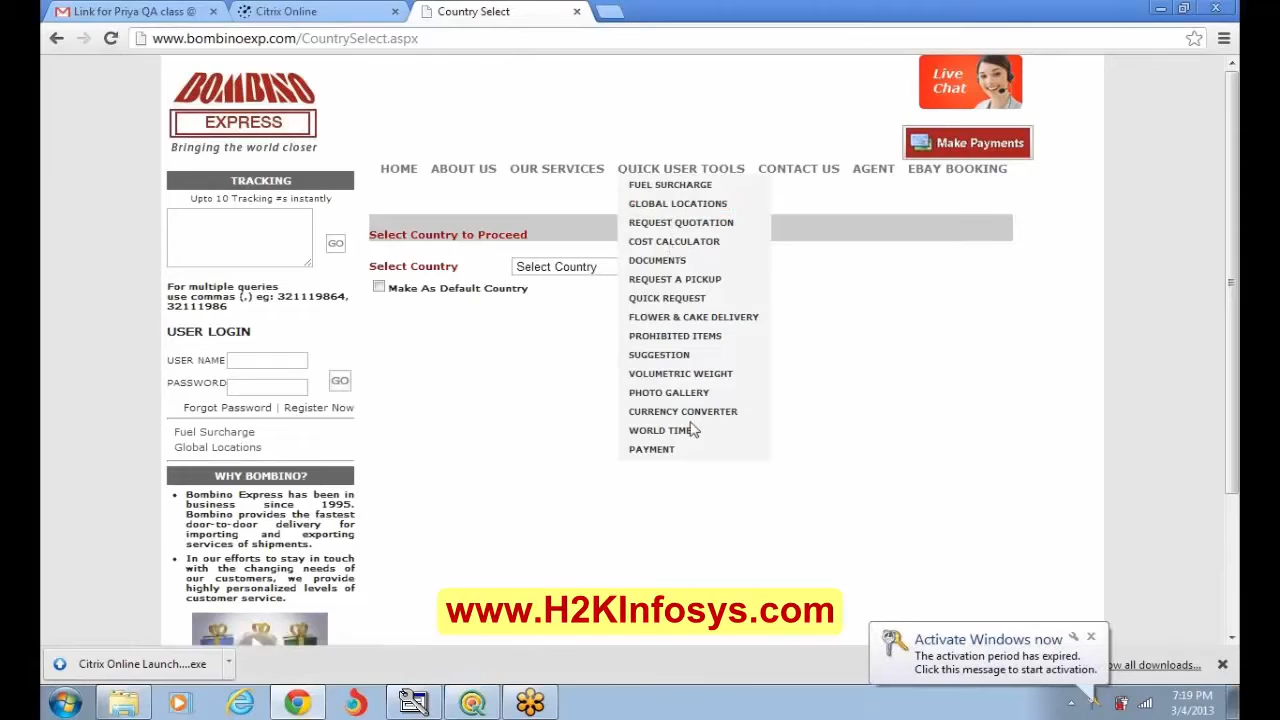 Link for Priya QA class @
Citrix Online
Country Select
www.bombinoexp.com/CountrySelect.aspx
BOMBINO
EXPRESS
Bringing the world closer
Live
Chat
Make Payments
HOME ABOUT US OUR SERVICES QUICK USER TOOLS CONTACT US AGENT EBAY BOOKING
TRACKING
Upto 10 Tracking #s instantly
GO
For multiple queries
use commas (,) eg: 321119864,
32111986
USER LOGIN
USER NAME
PASSWORD
GO
Forgot Password | Register Now
Fuel Surcharge
Global Locations
WHY BOMBINO?
• Bombino Express has been in
business since 1995.
Bombino provides the fastest
door-to-door delivery for
importing and exporting
services of shipments.
• In our efforts to stay in touch
with the changing needs of
our customers, we provide
highly personalized levels of
customer service.
Select Country to Proceed
Select Country
Select Country
Make As Default Country
FUEL SURCHARGE
GLOBAL LOCATIONS
REQUEST QUOTATION
COST CALCULATOR
DOCUMENTS
REQUEST A PICKUP
QUICK REQUEST
FLOWER & CAKE DELIVERY
PROHIBITED ITEMS
SUGGESTION
VOLUMETRIC WEIGHT
PHOTO GALLERY
CURRENCY CONVERTER
WORLD TIME
PAYMENT
www.H2KInfosys.com
Activate Windows now
The activation period has expired.
Click this message to start activation.
Citrix Online Launch....exe
ow all downloads...
7:19 PM
3/4/2013